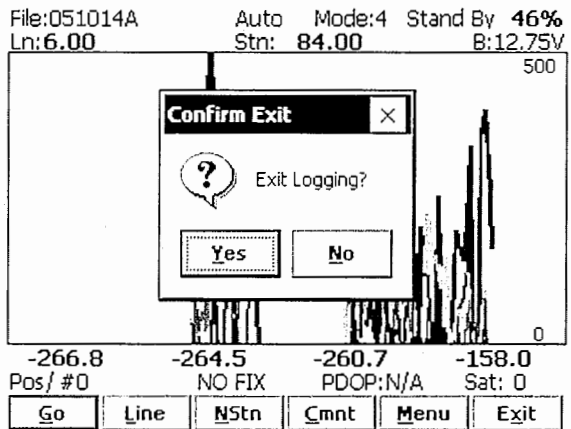 File:051014A Auto Mode:4 Stand By 46%
Ln:6.00 Stn: 84.00 B:12.75V
500
Confirm Exit
?
Exit Logging?
Yes No
0
-266.8 -264.5 -260.7 -158.0
Pos/ #0 NO FIX PDOP:N/A Sat: 0
Go Line NStn Cmnt Menu Exit